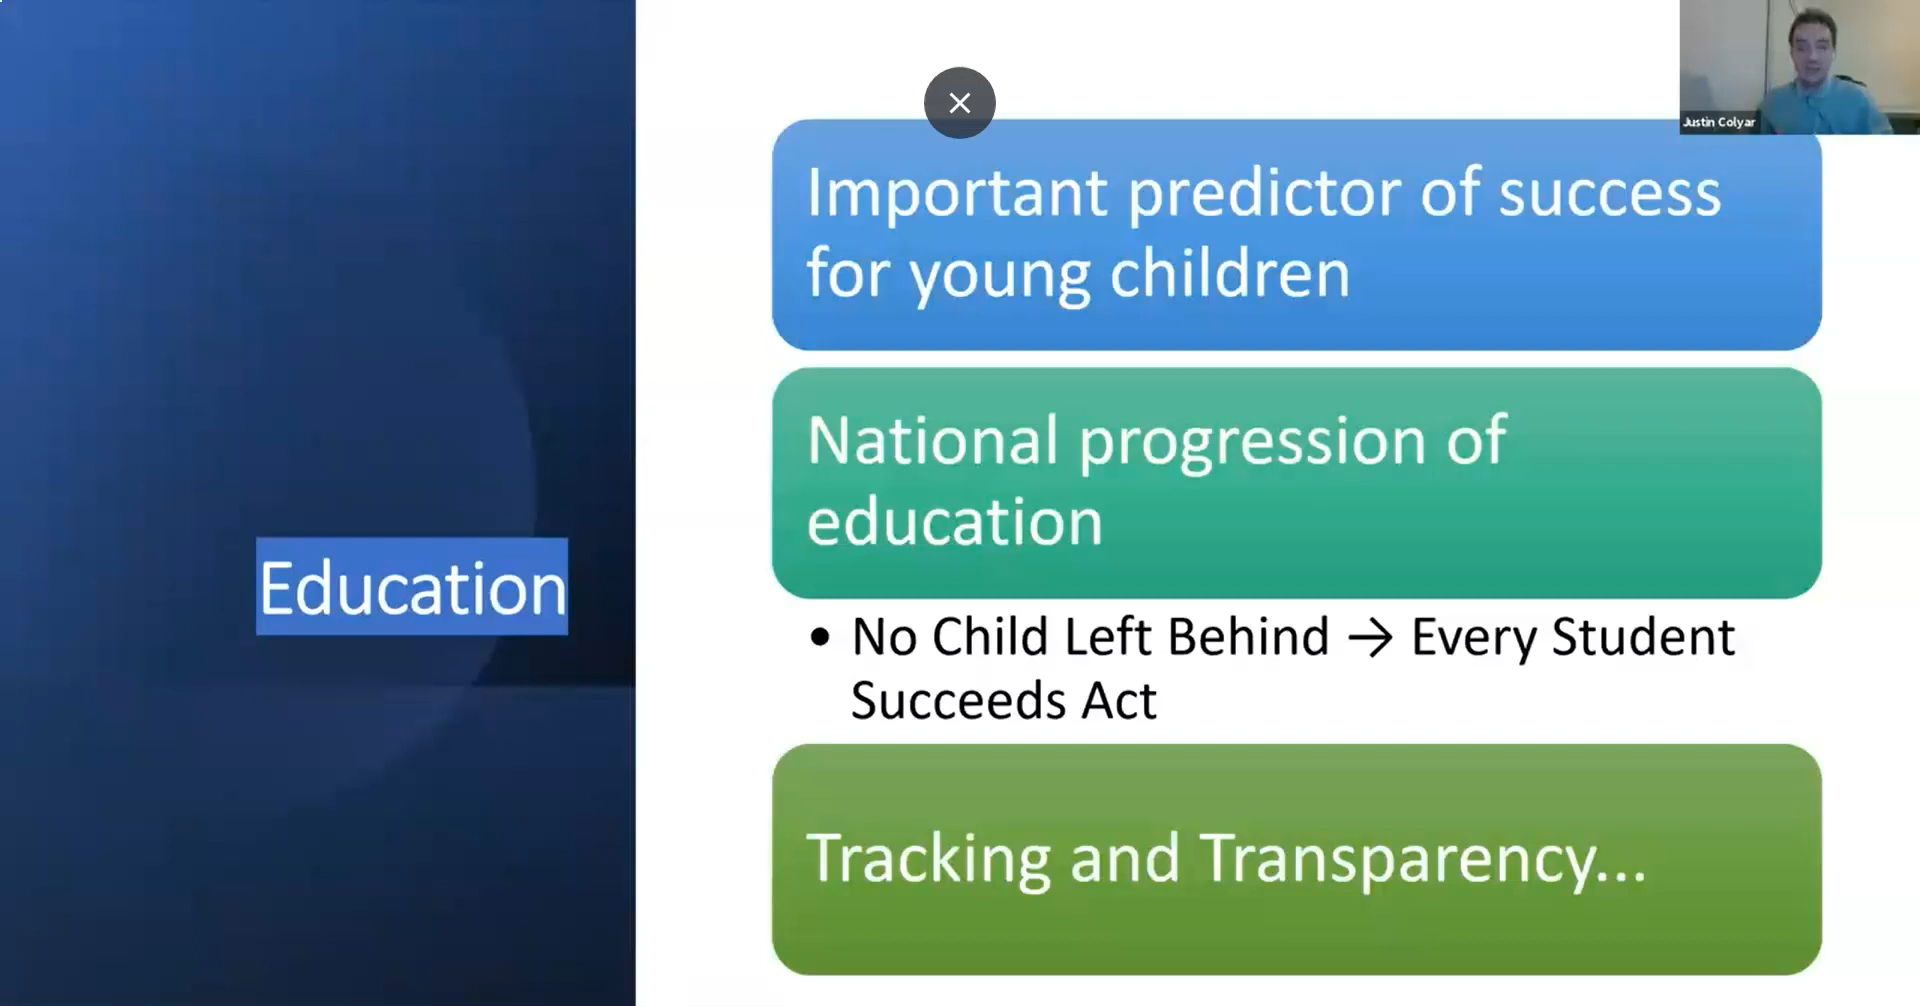 Justin Colyar
Important predictor of success
for young children
National progression of
education
Education
• No Child Left Behind → Every Student
Succeeds Act
Tracking and Transparency...